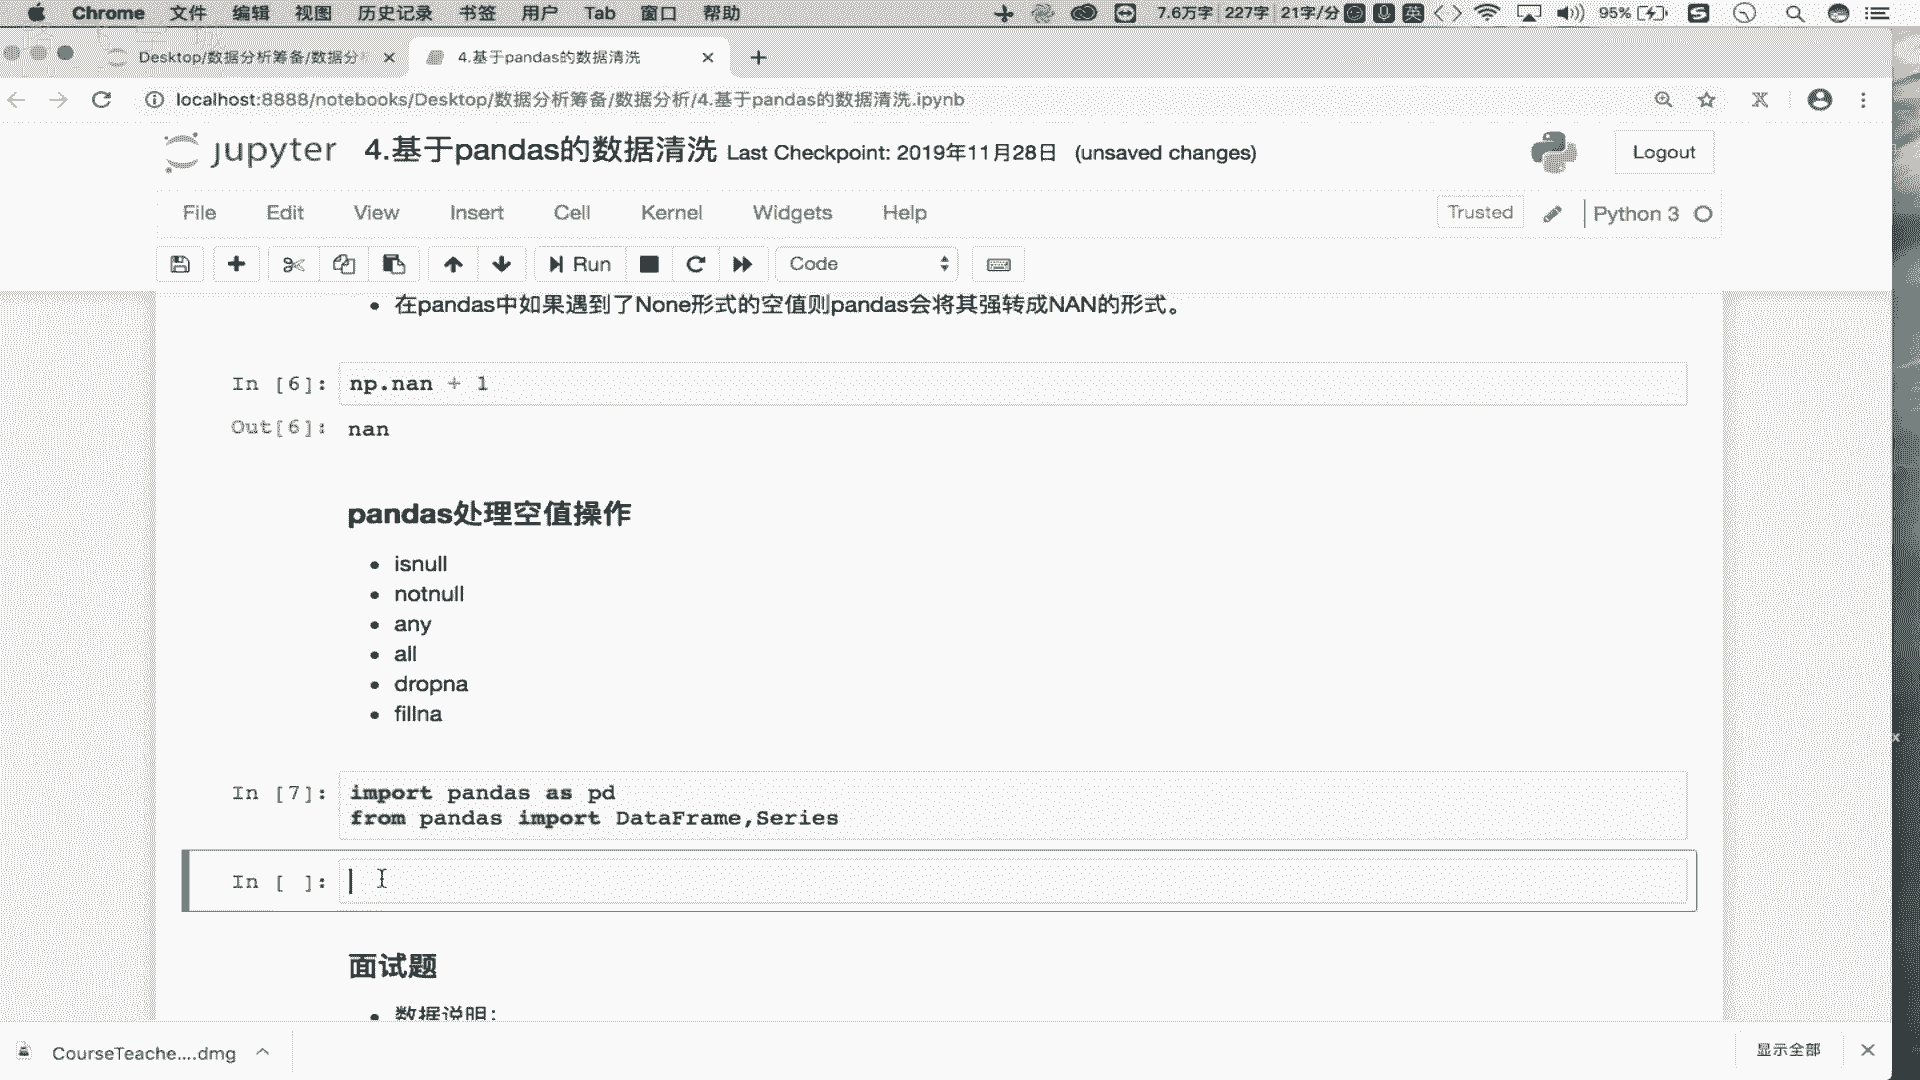 Chrome 文件 编辑 视图 历史记录 书签 用户 Tab 窗口 帮助 7.6万字 227字 21字/分 英 95%
Desktop/数据分析筹备/数据分 4.基于pandas的数据清洗
localhost:8888/notebooks/Desktop/数据分析筹备/数据分析/4.基于pandas的数据清洗.ipynb
jupyter 4.基于pandas的数据清洗 Last Checkpoint: 2019年11月28日 (unsaved changes) Logout
File Edit View Insert Cell Kernel Widgets Help Trusted Python 3
Run Code
在pandas中如果遇到了None形式的空值则pandas会将其强转成NAN的形式。
In [6]: np.nan + 1
Out[6]: nan
pandas处理空值操作
isnull
notnull
any
all
dropna
fillna
In [7]: import pandas as pd
from pandas import DataFrame,Series
In [ ]:
面试题
数据说明：
CourseTeache....dmg 显示全部